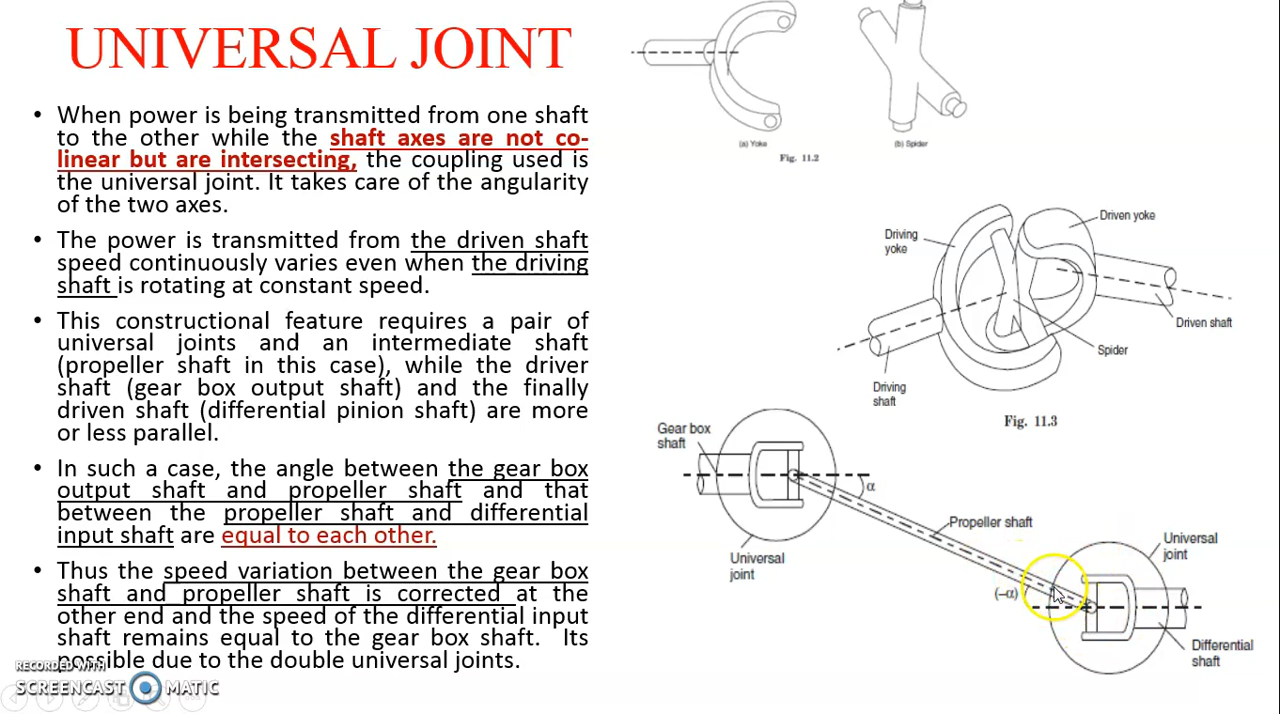 UNIVERSAL JOINT
• When power is being transmitted from one shaft
to the other while the shaft axes are not co-
linear but are intersecting, the coupling used is
the universal joint. It takes care of the angularity
of the two axes.
• The power is transmitted from the driven shaft
speed continuously varies even when the driving
shaft is rotating at constant speed.
• This constructional feature requires a pair of
universal joints and an intermediate shaft
(propeller shaft in this case), while the driver
shaft (gear box output shaft) and the finally
driven shaft (differential pinion shaft) are more
or less parallel.
• In such a case, the angle between the gear box
output shaft and propeller shaft and that
between the propeller shaft and differential
input shaft are equal to each other.
• Thus the speed variation between the gear box
shaft and propeller shaft is corrected at the
other end and the speed of the differential input
shaft remains equal to the gear box shaft. Its
possible due to the double universal joints.
RECORDED WITH
SCREENCAST MATIC
(a) Yoke
(b) Spider
Fig. 11.2
Driving
yoke
Driven yoke
Driven shaft
Spider
Driving
shaft
Fig. 11.3
Gear box
shaft
α
Propeller shaft
Universal
joint
Universal
joint
(–α)
Differential
shaft